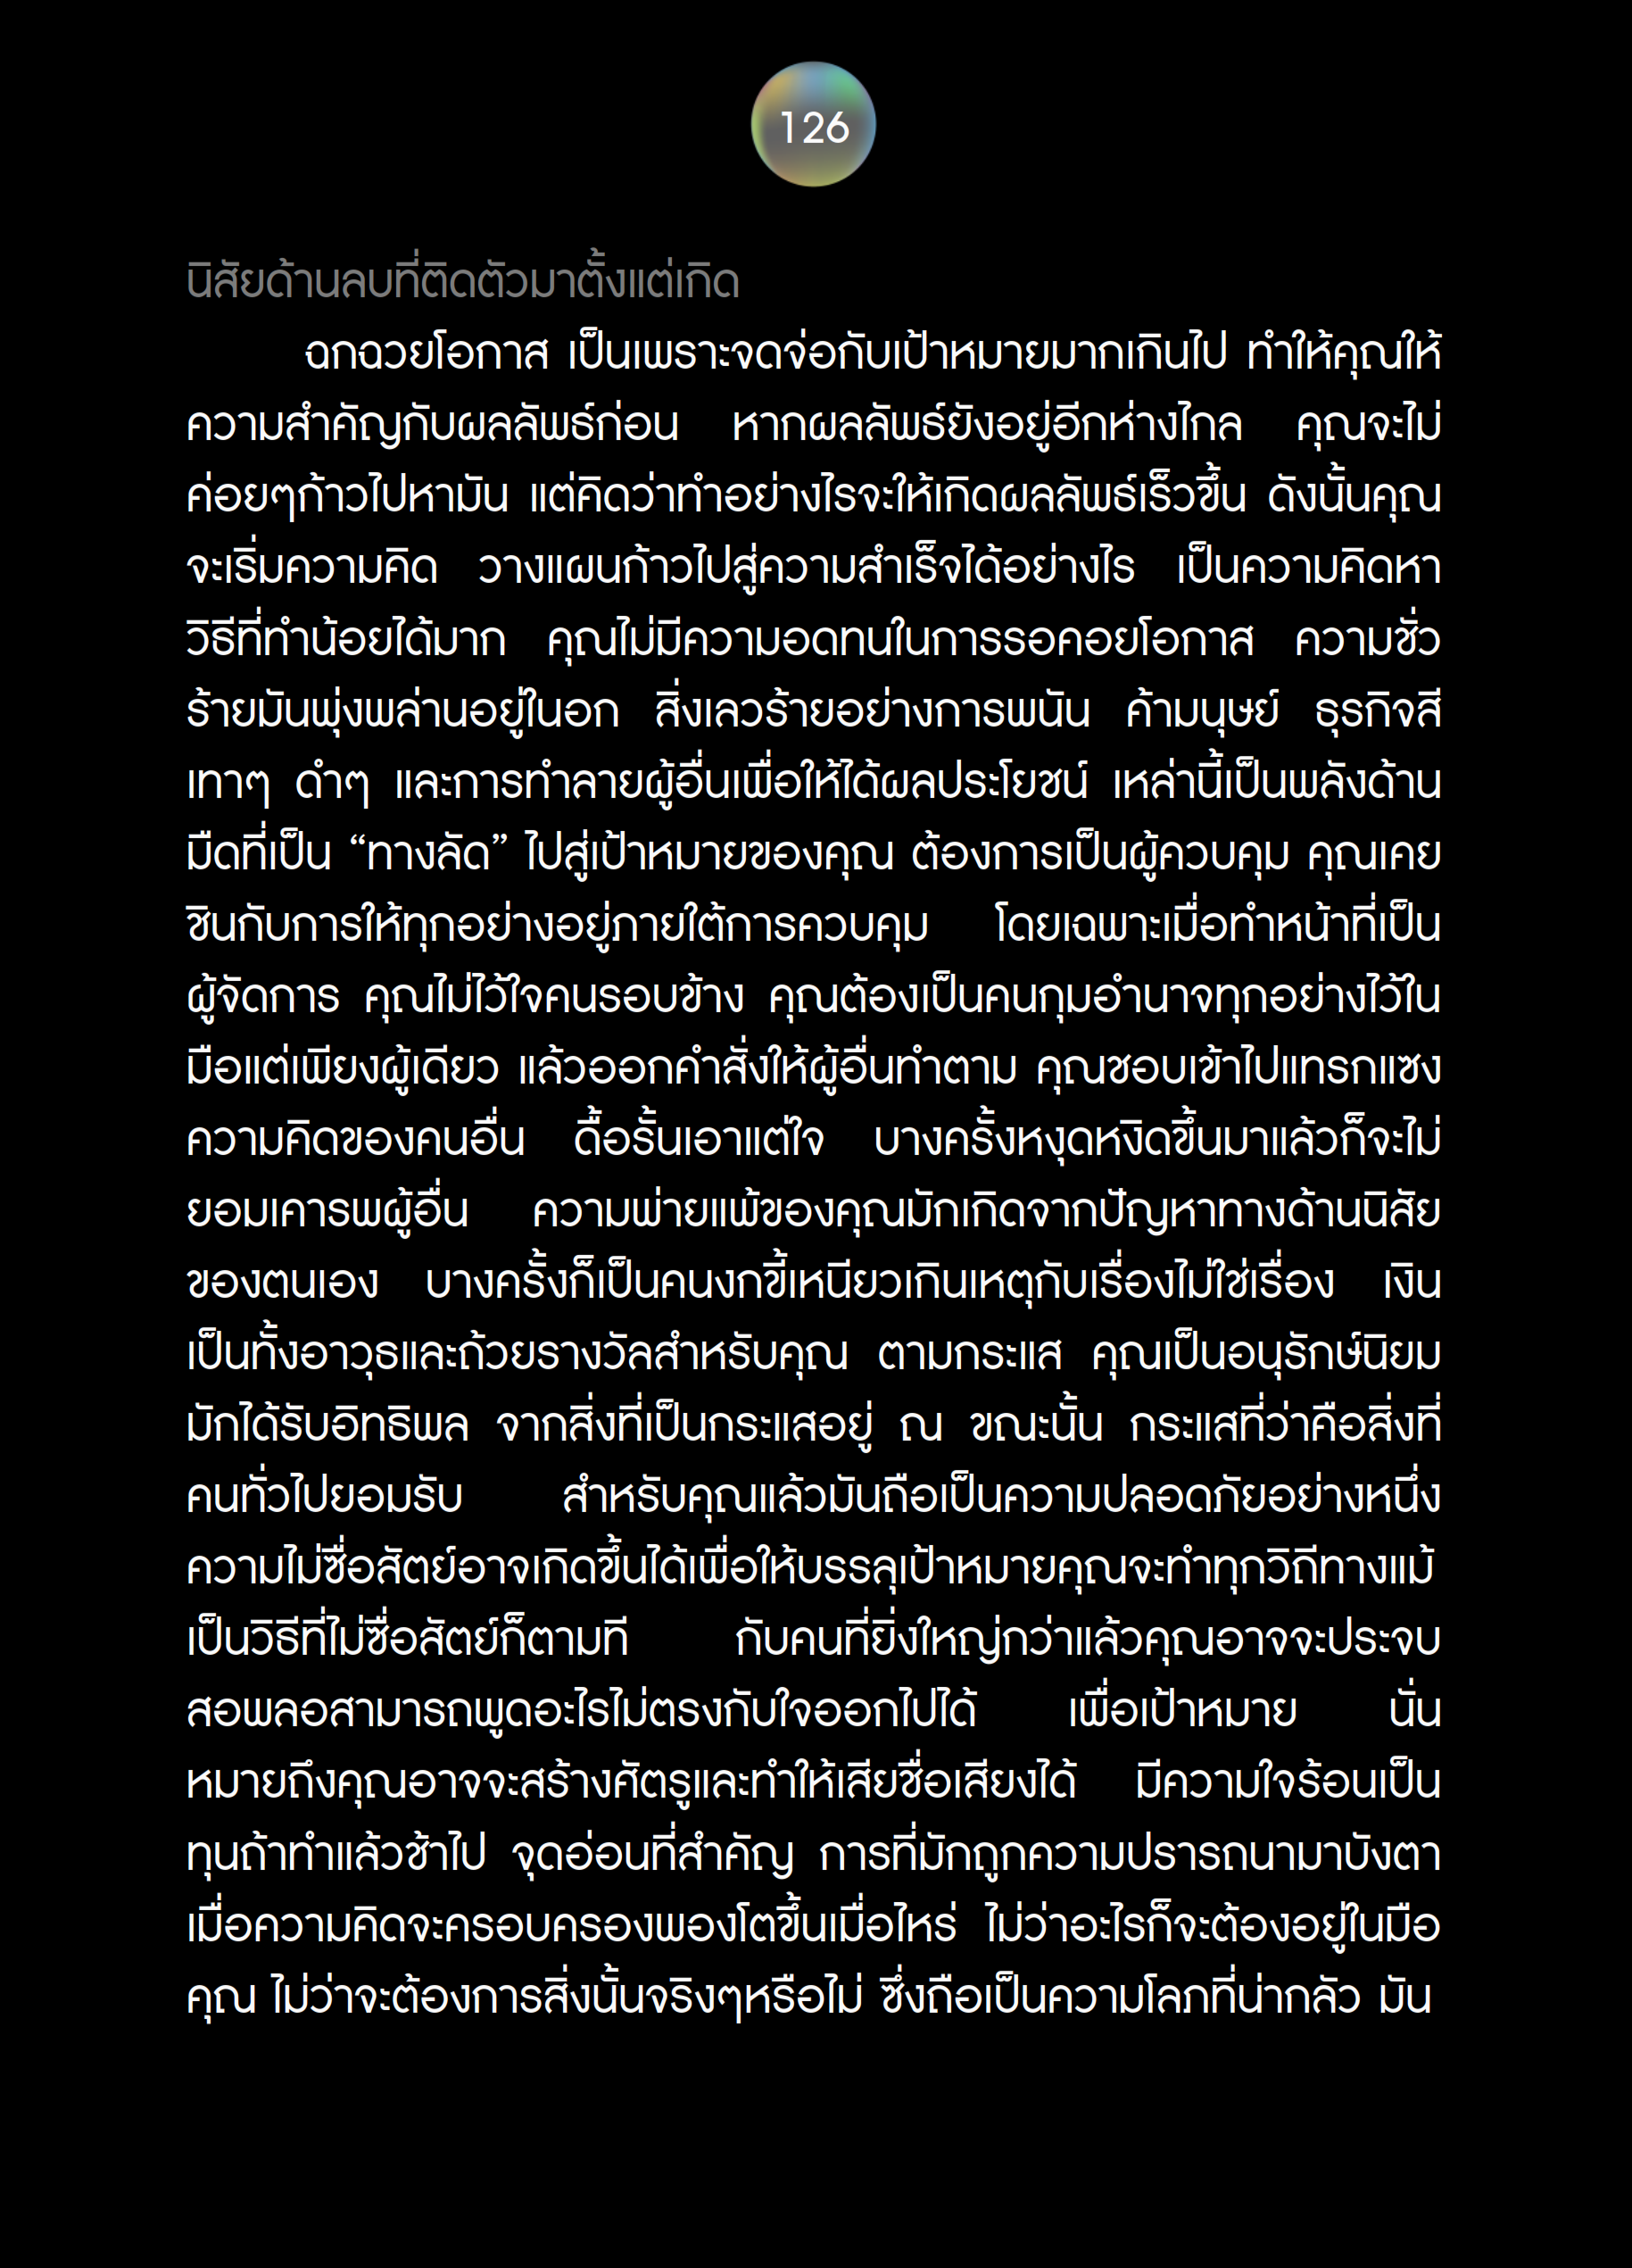 126
นิสัยด้านลบที่ติดตัวมาตั้งแต่เกิด
ฉกฉวยโอกาส เป็นเพราะจดจ่อกับเป้าหมายมากเกินไป ทำให้คุณให้
ความสำคัญกับผลลัพธ์ก่อน หากผลลัพธ์ยังอยู่อีกห่างไกล คุณจะไม่
ค่อยๆก้าวไปหามัน แต่คิดว่าทำอย่างไรจะให้เกิดผลลัพธ์เร็วขึ้น ดังนั้นคุณ
จะเริ่มความคิด วางแผนก้าวไปสู่ความสำเร็จได้อย่างไร เป็นความคิดหา
วิธีที่ทำน้อยได้มาก คุณไม่มีความอดทนในการรอคอยโอกาส ความชั่ว
ร้ายมันพุ่งพล่านอยู่ในอก สิ่งเลวร้ายอย่างการพนัน ค้ามนุษย์ ธุรกิจสี
เทาๆ ดำๆ และการทำลายผู้อื่นเพื่อให้ได้ผลประโยชน์ เหล่านี้เป็นพลังด้าน
มืดที่เป็น “ทางลัด” ไปสู่เป้าหมายของคุณ ต้องการเป็นผู้ควบคุม คุณเคย
ชินกับการให้ทุกอย่างอยู่ภายใต้การควบคุม โดยเฉพาะเมื่อทำหน้าที่เป็น
ผู้จัดการ คุณไม่ไว้ใจคนรอบข้าง คุณต้องเป็นคนกุมอำนาจทุกอย่างไว้ใน
มือแต่เพียงผู้เดียว แล้วออกคำสั่งให้ผู้อื่นทำตาม คุณชอบเข้าไปแทรกแซง
ความคิดของคนอื่น ดื้อรั้นเอาแต่ใจ บางครั้งหงุดหงิดขึ้นมาแล้วก็จะไม่
ยอมเคารพผู้อื่น ความพ่ายแพ้ของคุณมักเกิดจากปัญหาทางด้านนิสัย
ของตนเอง บางครั้งก็เป็นคนงกขี้เหนียวเกินเหตุกับเรื่องไม่ใช่เรื่อง เงิน
เป็นทั้งอาวุธและถ้วยรางวัลสำหรับคุณ ตามกระแส คุณเป็นอนุรักษ์นิยม
มักได้รับอิทธิพล จากสิ่งที่เป็นกระแสอยู่ ณ ขณะนั้น กระแสที่ว่าคือสิ่งที่
คนทั่วไปยอมรับ สำหรับคุณแล้วมันถือเป็นความปลอดภัยอย่างหนึ่ง
ความไม่ซื่อสัตย์อาจเกิดขึ้นได้เพื่อให้บรรลุเป้าหมายคุณจะทำทุกวิถีทางแม้
เป็นวิธีที่ไม่ซื่อสัตย์ก็ตามที กับคนที่ยิ่งใหญ่กว่าแล้วคุณอาจจะประจบ
สอพลอสามารถพูดอะไรไม่ตรงกับใจออกไปได้ เพื่อเป้าหมาย นั่น
หมายถึงคุณอาจจะสร้างศัตรูและทำให้เสียชื่อเสียงได้ มีความใจร้อนเป็น
ทุนถ้าทำแล้วช้าไป จุดอ่อนที่สำคัญ การที่มักถูกความปรารถนามาบังตา
เมื่อความคิดจะครอบครองพองโตขึ้นเมื่อไหร่ ไม่ว่าอะไรก็จะต้องอยู่ในมือ
คุณ ไม่ว่าจะต้องการสิ่งนั้นจริงๆหรือไม่ ซึ่งถือเป็นความโลภที่น่ากลัว มัน